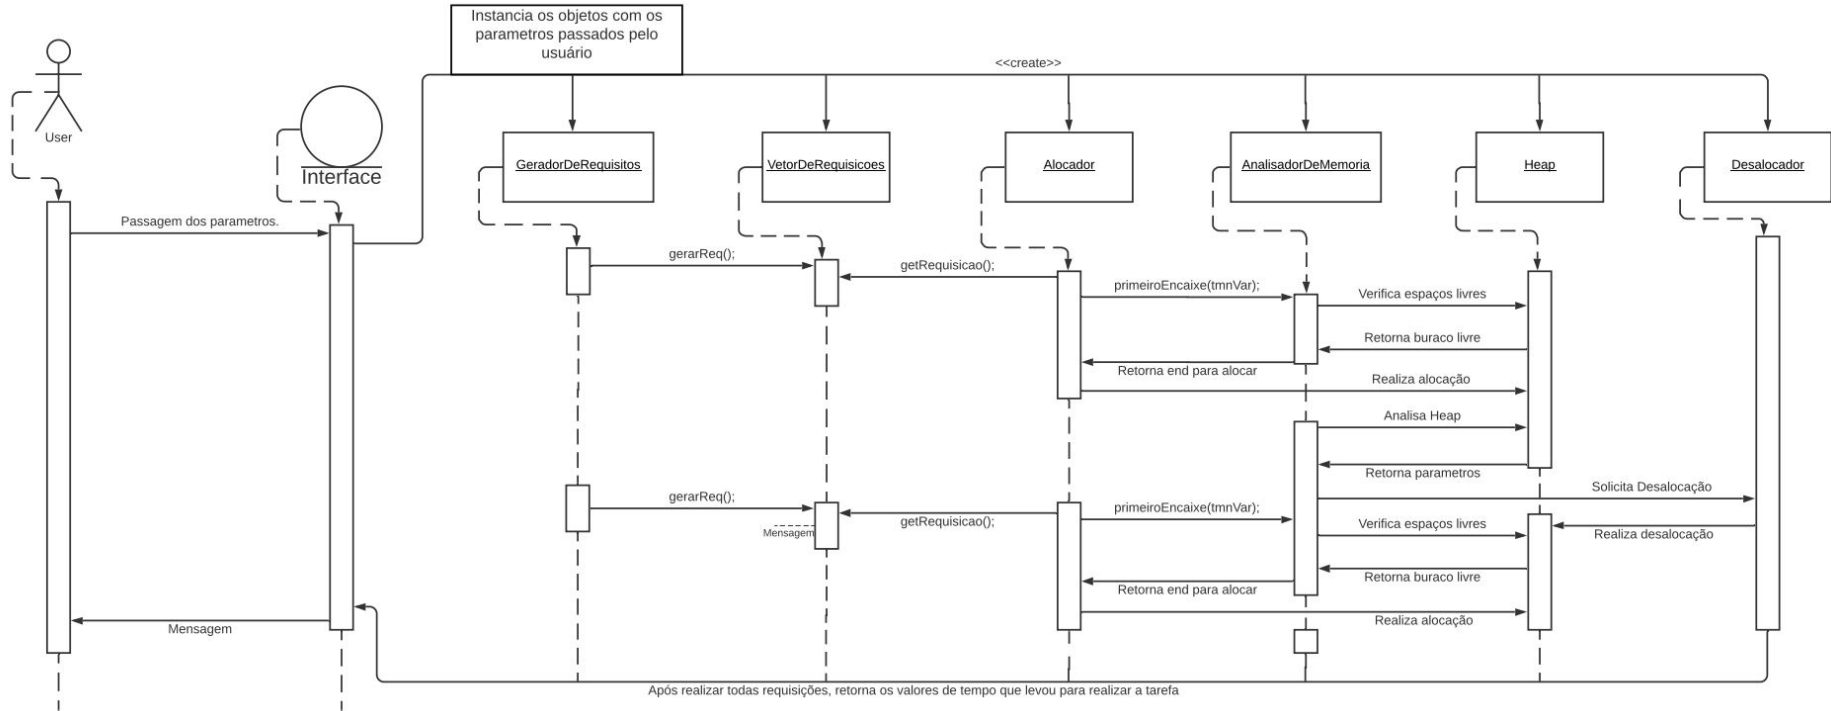 Instancia os objetos com os
parametros passados pelo
usuário
<<create>>
User
Interface
GeradorDeRequisitos
VetorDeRequisicoes
Alocador
AnalisadorDeMemoria
Heap
Desalocador
Passagem dos parametros.
gerarReq();
getRequisicao();
primeiroEncaixe(tmnVar);
Verifica espaços livres
Retorna buraco livre
Retorna end para alocar
Realiza alocação
Analisa Heap
Retorna parametros
Solicita Desalocação
gerarReq();
getRequisicao();
primeiroEncaixe(tmnVar);
Verifica espaços livres
Realiza desalocação
Mensagem
Retorna buraco livre
Retorna end para alocar
Realiza alocação
Mensagem
Após realizar todas requisições, retorna os valores de tempo que levou para realizar a tarefa